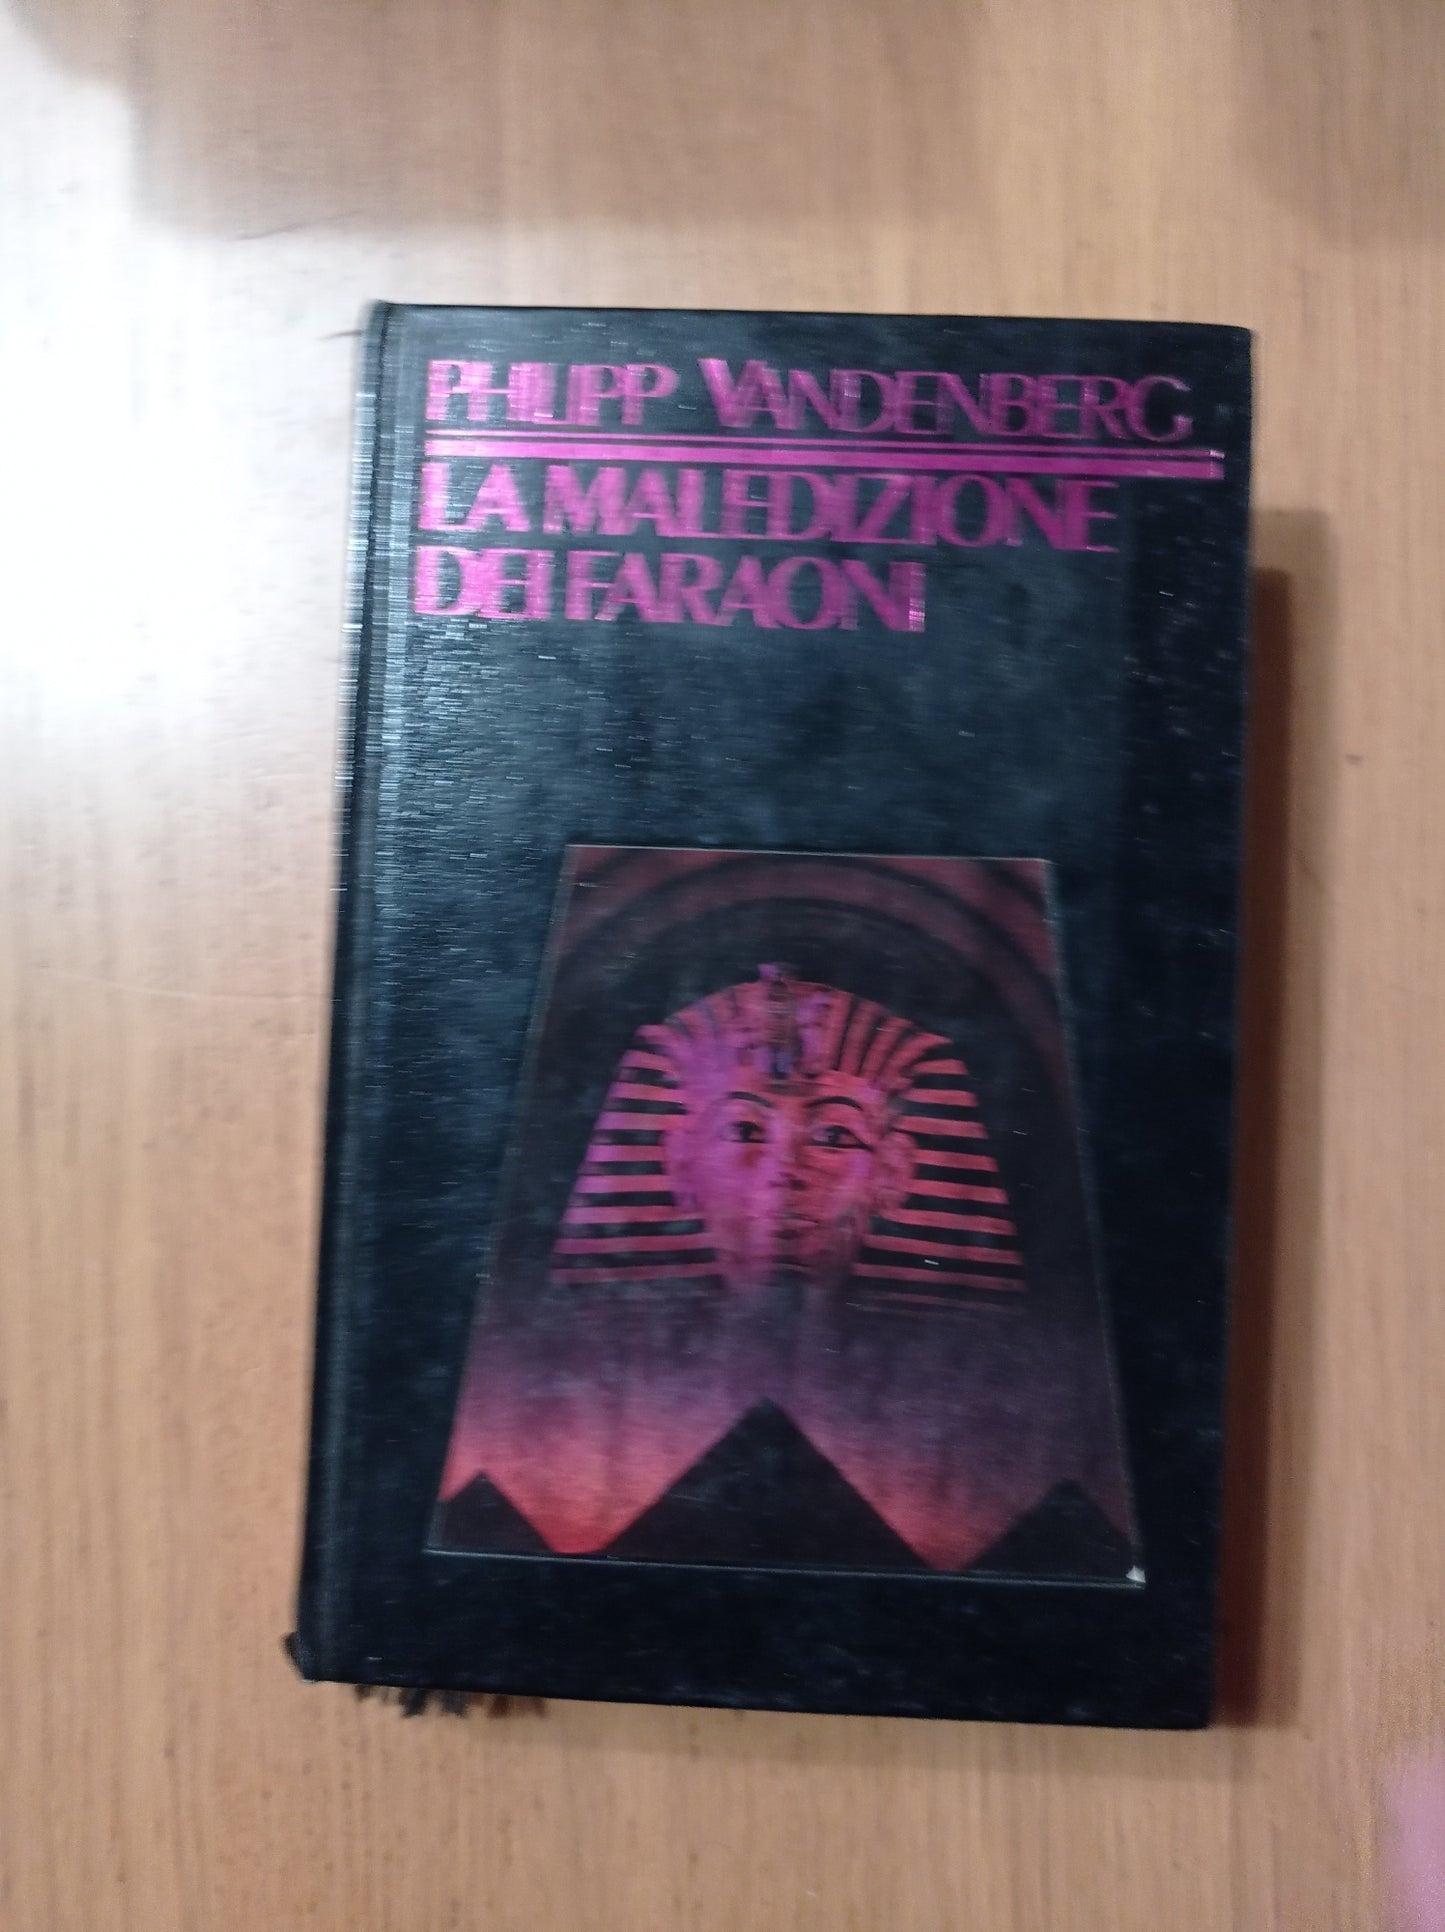 PHILIPP VANDENBERG
LA MALEDIZIONE
DEI FARAONI